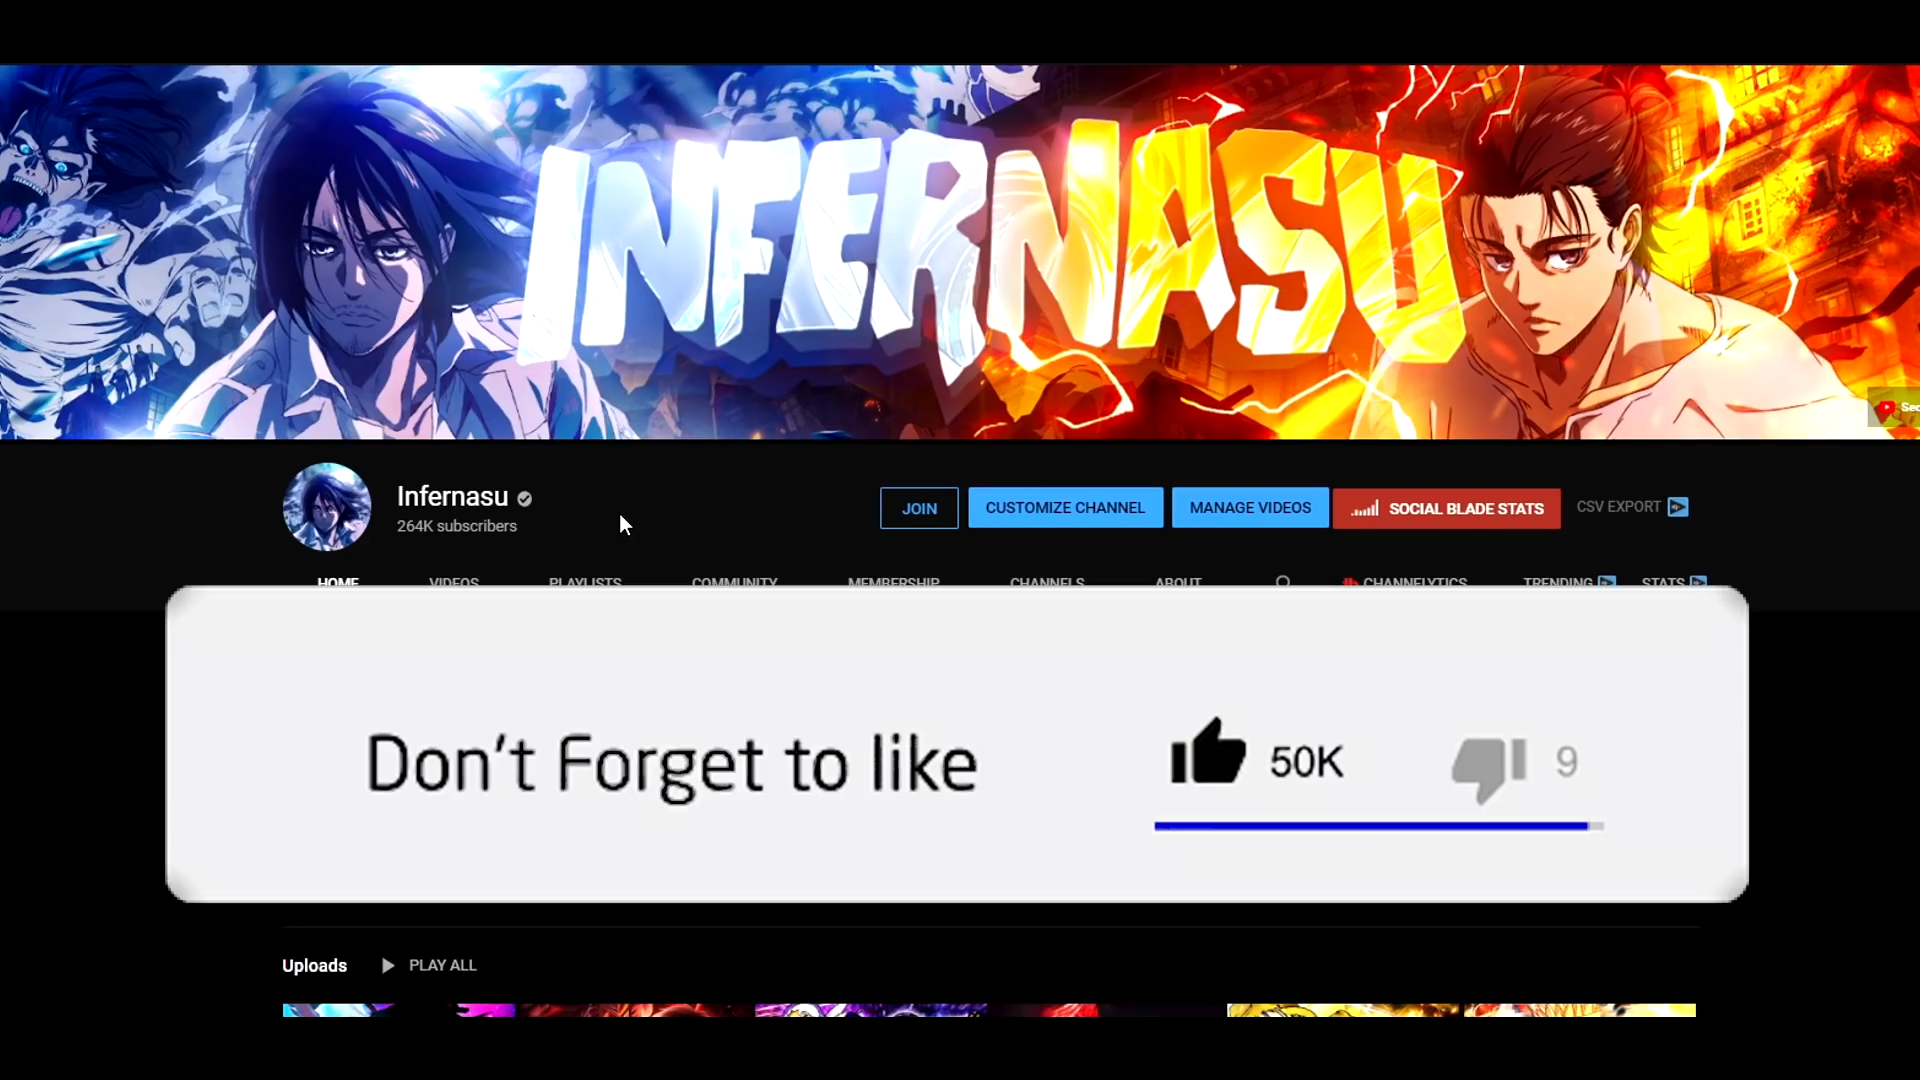 INFERNASU
Sec
Infernasu
264K subscribers
JOIN
CUSTOMIZE CHANNEL
MANAGE VIDEOS
SOCIAL BLADE STATS
CSV EXPORT
HOME VIDEOS PLAYLISTS COMMUNITY MEMBERSHIP CHANNELS ABOUT CHANNELYTICS TRENDING STATS
Don't Forget to like
50K
9
Uploads
PLAY ALL